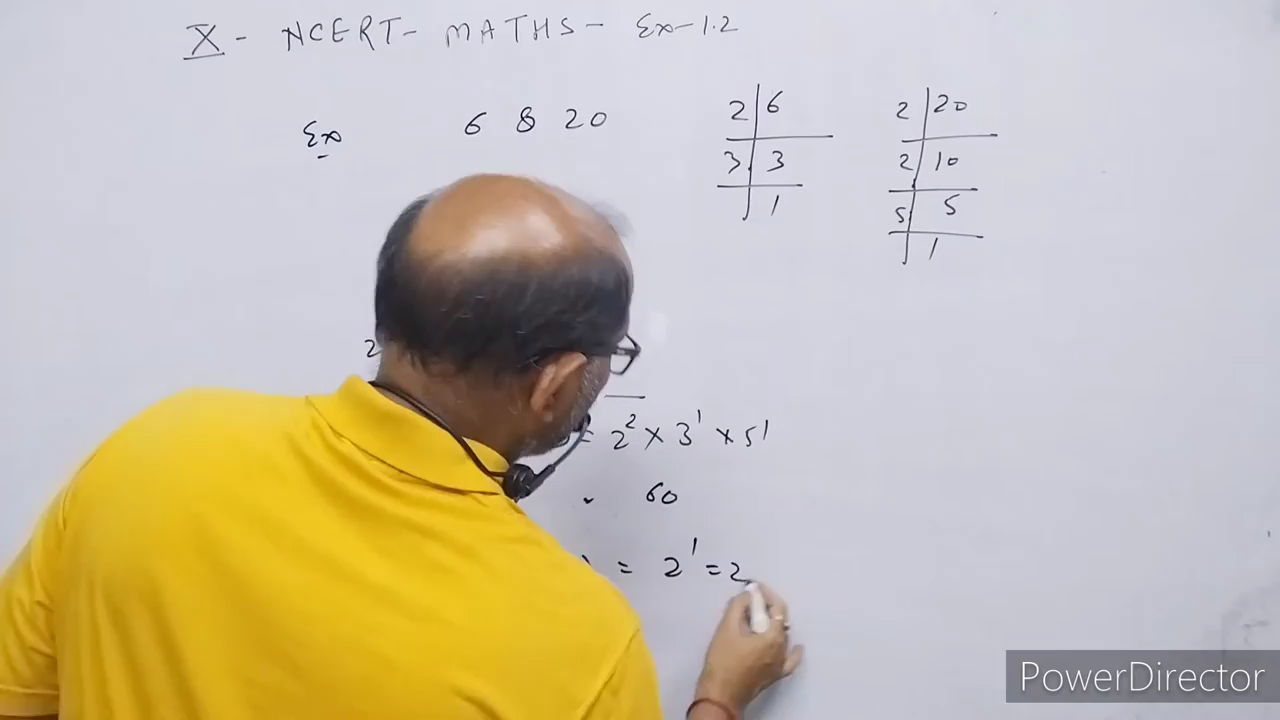 X - NCERT - MATHS - Ex-1.2
Ex 6 & 20
2 6
3 3
1
2 20
2 10
5 5
1
2
= 2² × 3¹ × 5¹
60
= 2¹ = 2
PowerDirector